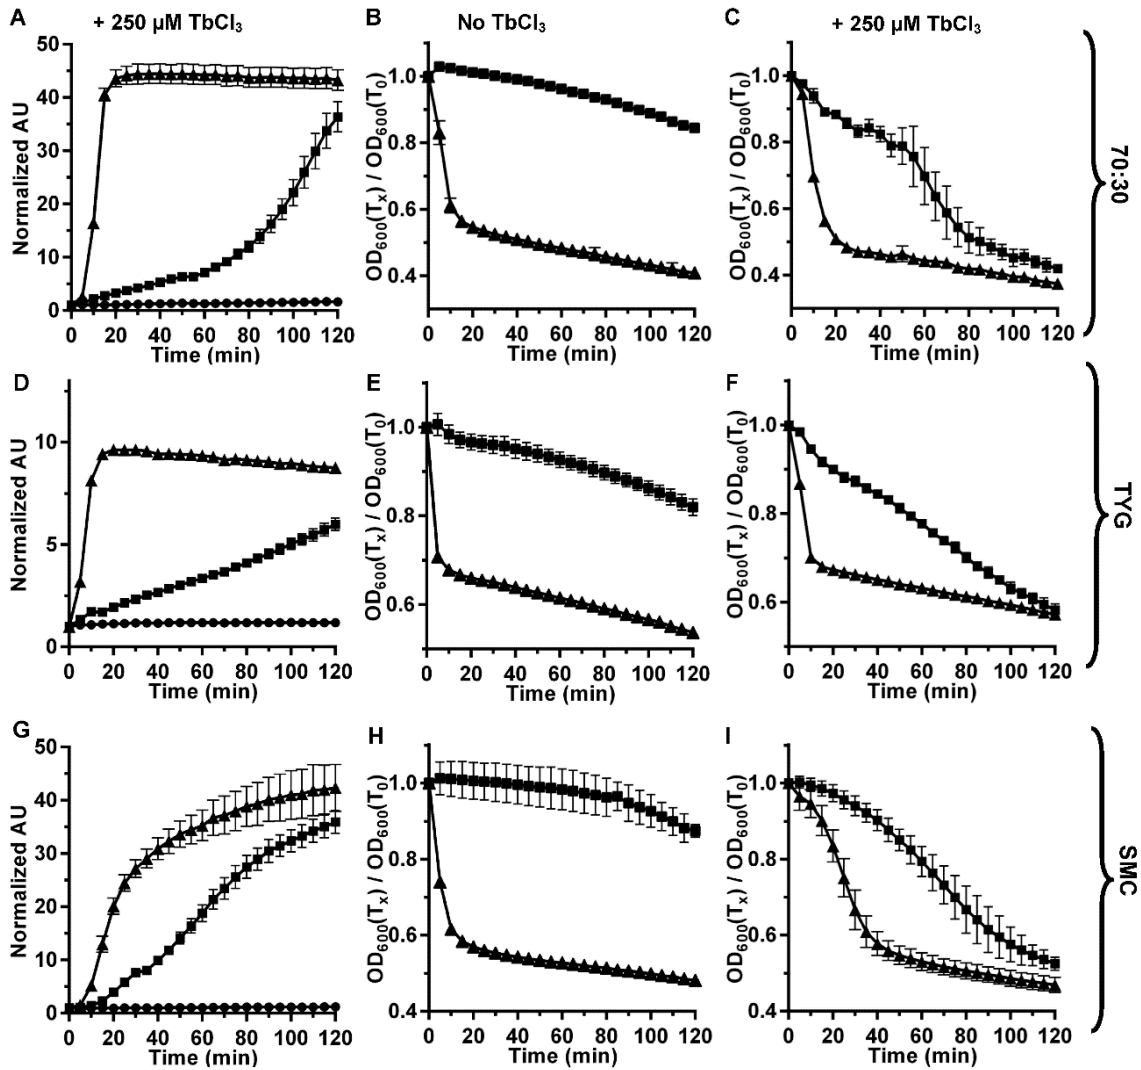 A + 250 µM TbCl₃
B No TbCl₃
C + 250 µM TbCl₃
Normalized AU
50
40
30
20
10
0
0 20 40 60 80 100 120
Time (min)
OD₆₀₀(Tₓ) / OD₆₀₀(T₀)
1.0
0.8
0.6
0.4
0 20 40 60 80 100 120
Time (min)
OD₆₀₀(Tₓ) / OD₆₀₀(T₀)
1.0
0.8
0.6
0.4
0 20 40 60 80 100 120
Time (min)
70:30
D
Normalized AU
10
5
0
0 20 40 60 80 100 120
Time (min)
E
OD₆₀₀(Tₓ) / OD₆₀₀(T₀)
1.0
0.8
0.6
0 20 40 60 80 100 120
Time (min)
F
OD₆₀₀(Tₓ) / OD₆₀₀(T₀)
1.0
0.8
0.6
0 20 40 60 80 100 120
Time (min)
TYG
G
Normalized AU
50
40
30
20
10
0
0 20 40 60 80 100 120
Time (min)
H
OD₆₀₀(Tₓ) / OD₆₀₀(T₀)
1.0
0.8
0.6
0.4
0 20 40 60 80 100 120
Time (min)
I
OD₆₀₀(Tₓ) / OD₆₀₀(T₀)
1.0
0.8
0.6
0.4
0 20 40 60 80 100 120
Time (min)
SMC